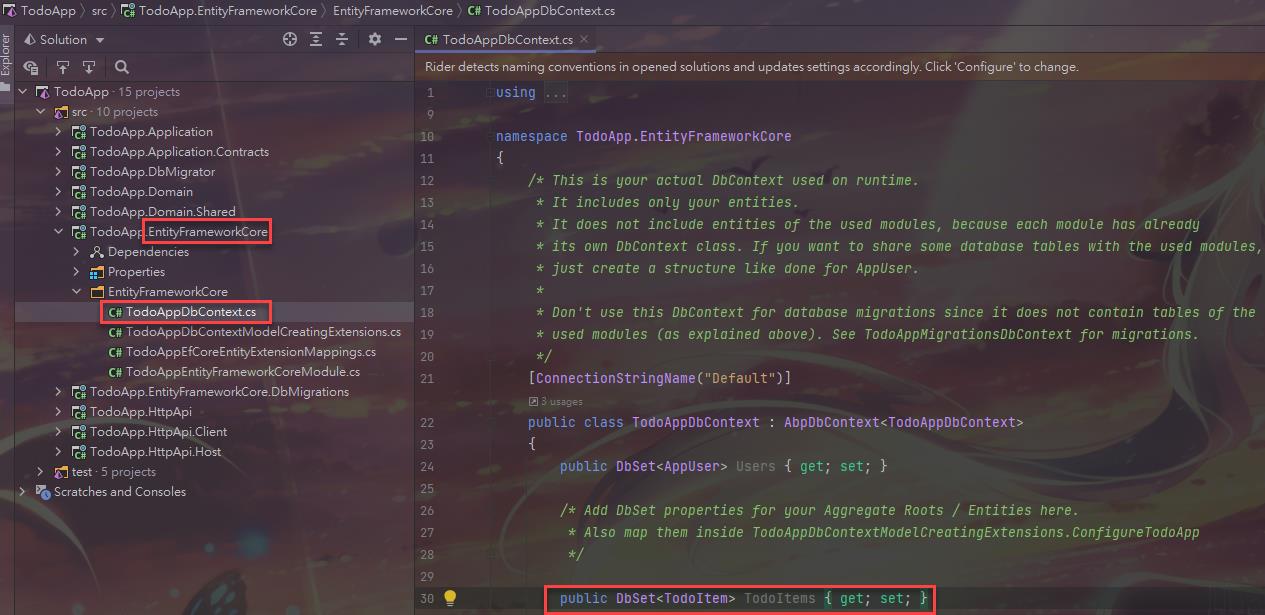 TodoApp › src › TodoApp.EntityFrameworkCore › EntityFrameworkCore › C# TodoAppDbContext.cs
Explorer
Solution
C# TodoAppDbContext.cs ×
Rider detects naming conventions in opened solutions and updates settings accordingly. Click 'Configure' to change.
TodoApp · 15 projects
src · 10 projects
C# TodoApp.Application
C# TodoApp.Application.Contracts
C# TodoApp.DbMigrator
C# TodoApp.Domain
C# TodoApp.Domain.Shared
C# TodoApp.EntityFrameworkCore
Dependencies
Properties
EntityFrameworkCore
C# TodoAppDbContext.cs
C# TodoAppDbContextModelCreatingExtensions.cs
C# TodoAppEfCoreEntityExtensionMappings.cs
C# TodoAppEntityFrameworkCoreModule.cs
C# TodoApp.EntityFrameworkCore.DbMigrations
C# TodoApp.HttpApi
C# TodoApp.HttpApi.Client
C# TodoApp.HttpApi.Host
test · 5 projects
Scratches and Consoles
1 using ...
9
10 namespace TodoApp.EntityFrameworkCore
11 {
12 /* This is your actual DbContext used on runtime.
13 * It includes only your entities.
14 * It does not include entities of the used modules, because each module has already
15 * its own DbContext class. If you want to share some database tables with the used modules,
16 * just create a structure like done for AppUser.
17 *
18 * Don't use this DbContext for database migrations since it does not contain tables of the
19 * used modules (as explained above). See TodoAppMigrationsDbContext for migrations.
20 */
21 [ConnectionStringName("Default")]
3 usages
22 public class TodoAppDbContext : AbpDbContext<TodoAppDbContext>
23 {
24 public DbSet<AppUser> Users { get; set; }
25
26 /* Add DbSet properties for your Aggregate Roots / Entities here.
27 * Also map them inside TodoAppDbContextModelCreatingExtensions.ConfigureTodoApp
28 */
29
30 public DbSet<TodoItem> TodoItems { get; set; }